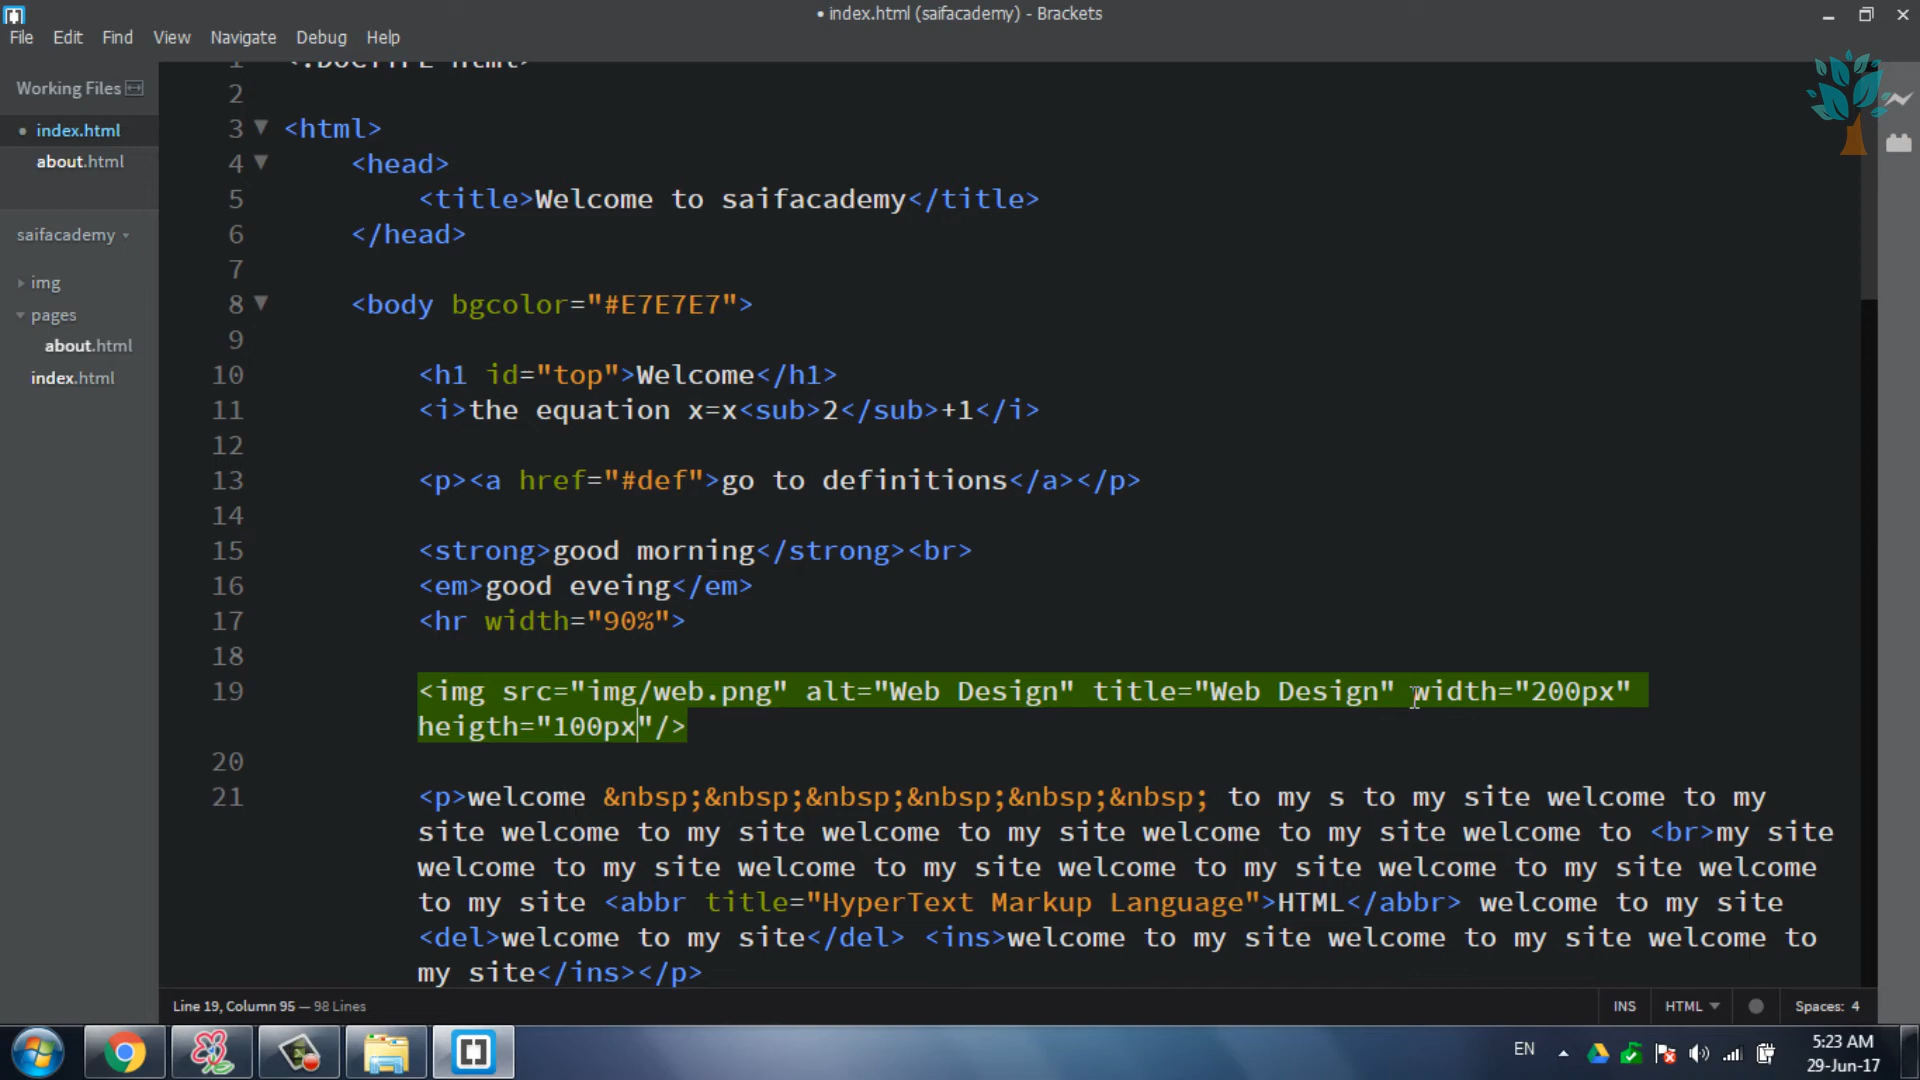 • index.html (saifacademy) - Brackets
File Edit Find View Navigate Debug Help
Working Files
index.html
about.html
saifacademy
img
pages
about.html
index.html
1 <!DOCTYPE html>
2
3 <html>
4 <head>
5 <title>Welcome to saifacademy</title>
6 </head>
7
8 <body bgcolor="#E7E7E7">
9
10 <h1 id="top">Welcome</h1>
11 <i>the equation x=x<sub>2</sub>+1</i>
12
13 <p><a href="#def">go to definitions</a></p>
14
15 <strong>good morning</strong><br>
16 <em>good eveing</em>
17 <hr width="90%">
18
19 <img src="img/web.png" alt="Web Design" title="Web Design" width="200px"
heigth="100px"/>
20
21 <p>welcome &nbsp;&nbsp;&nbsp;&nbsp;&nbsp;&nbsp; to my s to my site welcome to my
site welcome to my site welcome to my site welcome to my site welcome to <br>my site
welcome to my site welcome to my site welcome to my site welcome to my site welcome
to my site <abbr title="HyperText Markup Language">HTML</abbr> welcome to my site
<del>welcome to my site</del> <ins>welcome to my site welcome to my site welcome to
my site</ins></p>
Line 19, Column 95 — 98 Lines
INS HTML Spaces: 4
EN
5:23 AM
29-Jun-17